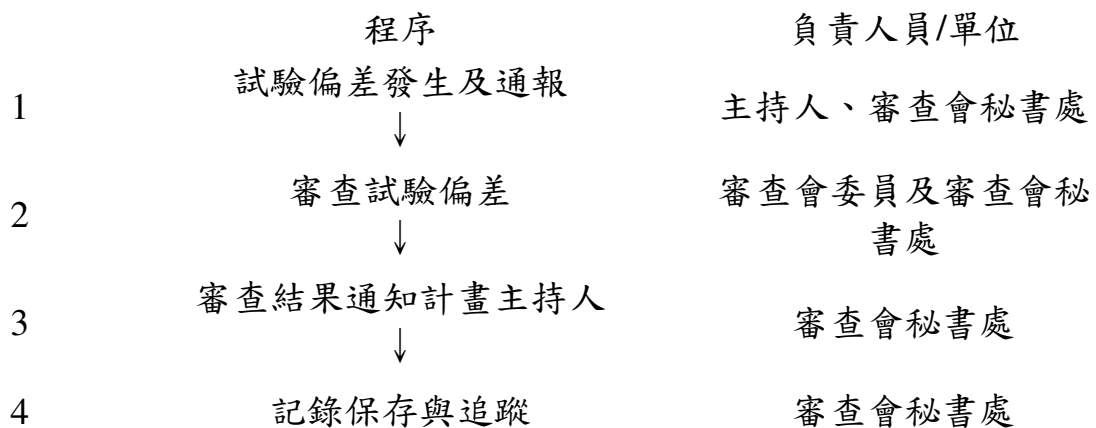 程序 負責人員/單位
1 試驗偏差發生及通報 主持人、審查會秘書處
↓
2 審查試驗偏差 審查會委員及審查會秘
書處
↓
3 審查結果通知計畫主持人 審查會秘書處
↓
4 記錄保存與追蹤 審查會秘書處